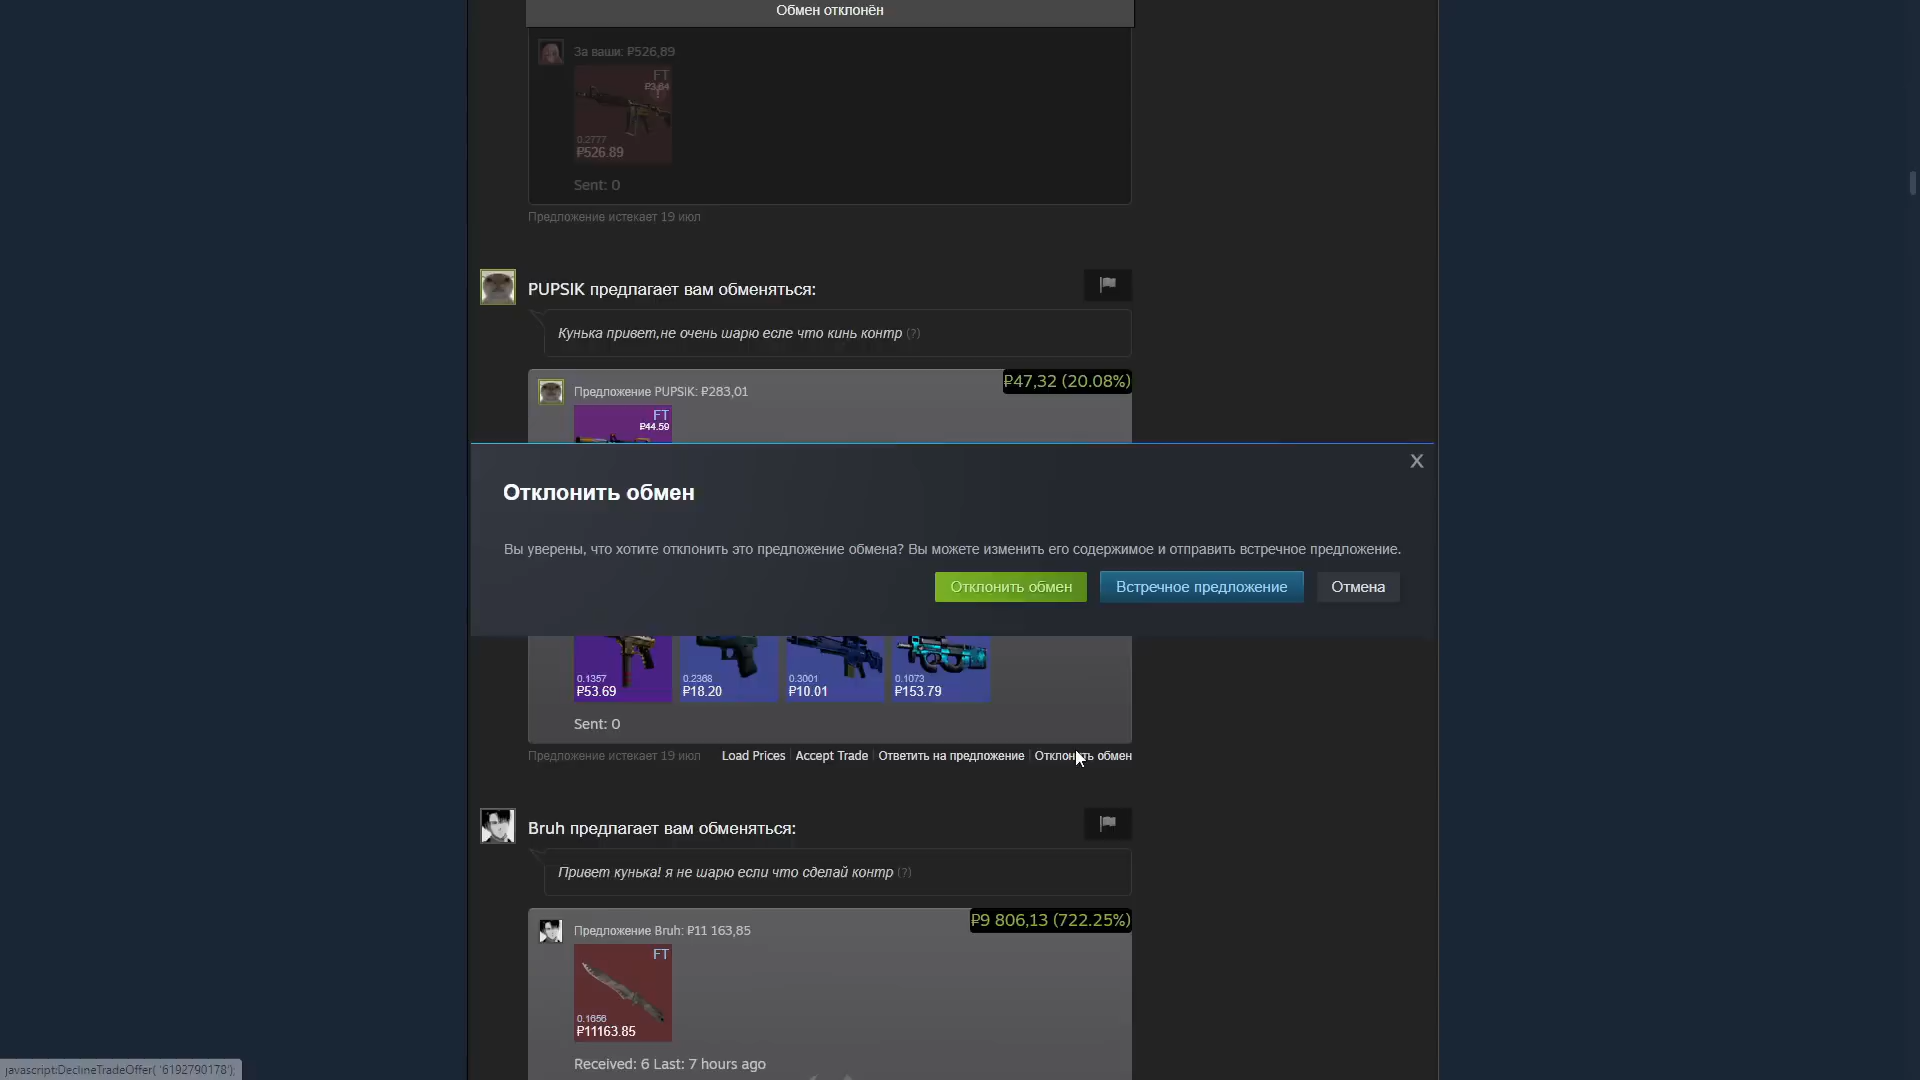 Обмен отклонён
За ваши: ₽526,89
FT
₽3.64
0.2777
₽526.89
Sent: 0
Предложение истекает 19 июл
PUPSIK предлагает вам обменяться:
Кунька привет,не очень шарю есле что кинь контр (?)
₽47,32 (20.08%)
Предложение PUPSIK: ₽283,01
FT
₽44.59
X
Отклонить обмен
Вы уверены, что хотите отклонить это предложение обмена? Вы можете изменить его содержимое и отправить встречное предложение.
Отклонить обмен Встречное предложение Отмена
0.1357 0.2368 0.3001 0.1073
₽53.69 ₽18.20 ₽10.01 ₽153.79
Sent: 0
Предложение истекает 19 июл Load Prices Accept Trade Ответить на предложение Отклонить обмен
Bruh предлагает вам обменяться:
Привет кунька! я не шарю если что сделай контр (?)
₽9 806,13 (722.25%)
Предложение Bruh: ₽11 163,85
FT
0.1656
₽11163.85
Received: 6 Last: 7 hours ago
javascript:DeclineTradeOffer( '6192790178');